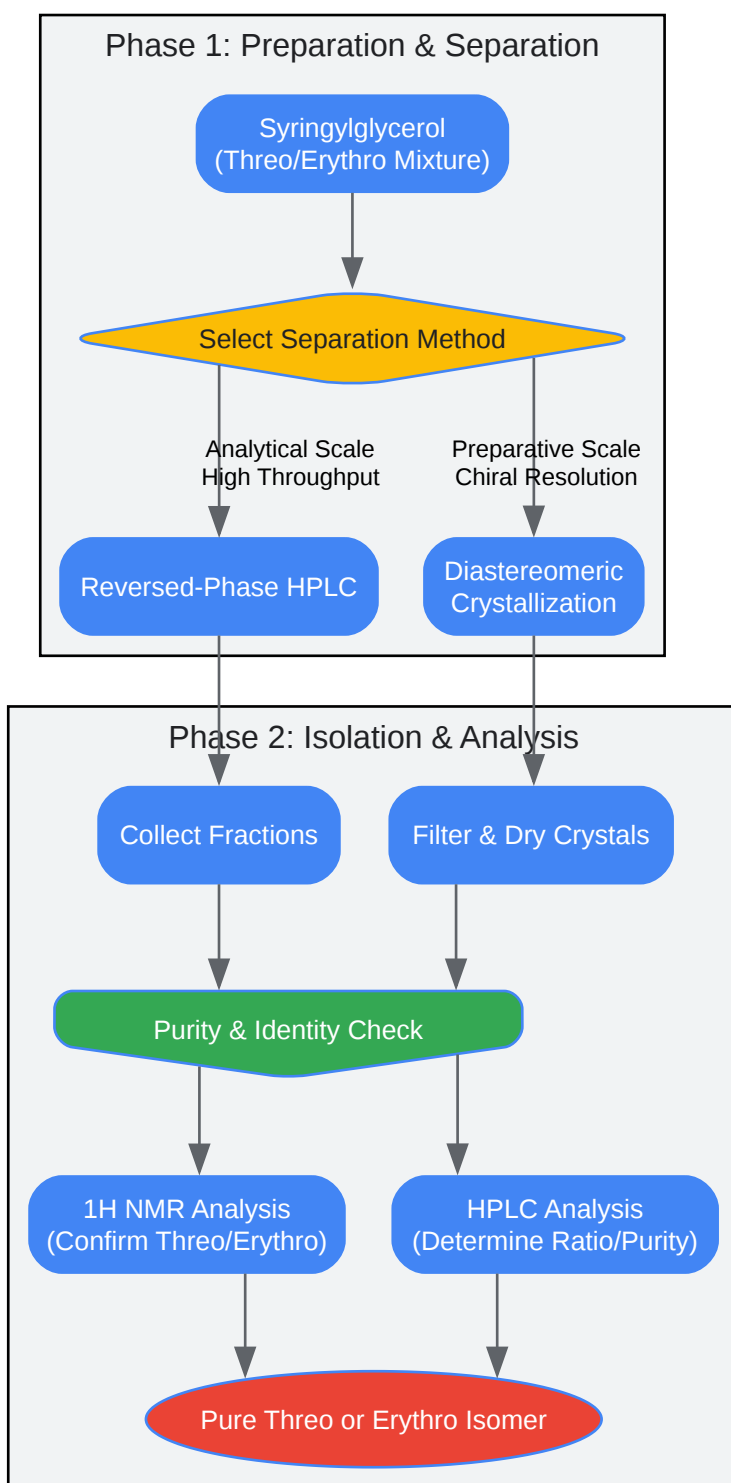 Phase 1: Preparation & Separation
Syringylglycerol
(Threo/Erythro Mixture)
Select Separation Method
Analytical Scale
High Throughput
Preparative Scale
Chiral Resolution
Reversed-Phase HPLC
Diastereomeric
Crystallization
Phase 2: Isolation & Analysis
Collect Fractions
Filter & Dry Crystals
Purity & Identity Check
1H NMR Analysis
(Confirm Threo/Erythro)
HPLC Analysis
(Determine Ratio/Purity)
Pure Threo or Erythro Isomer